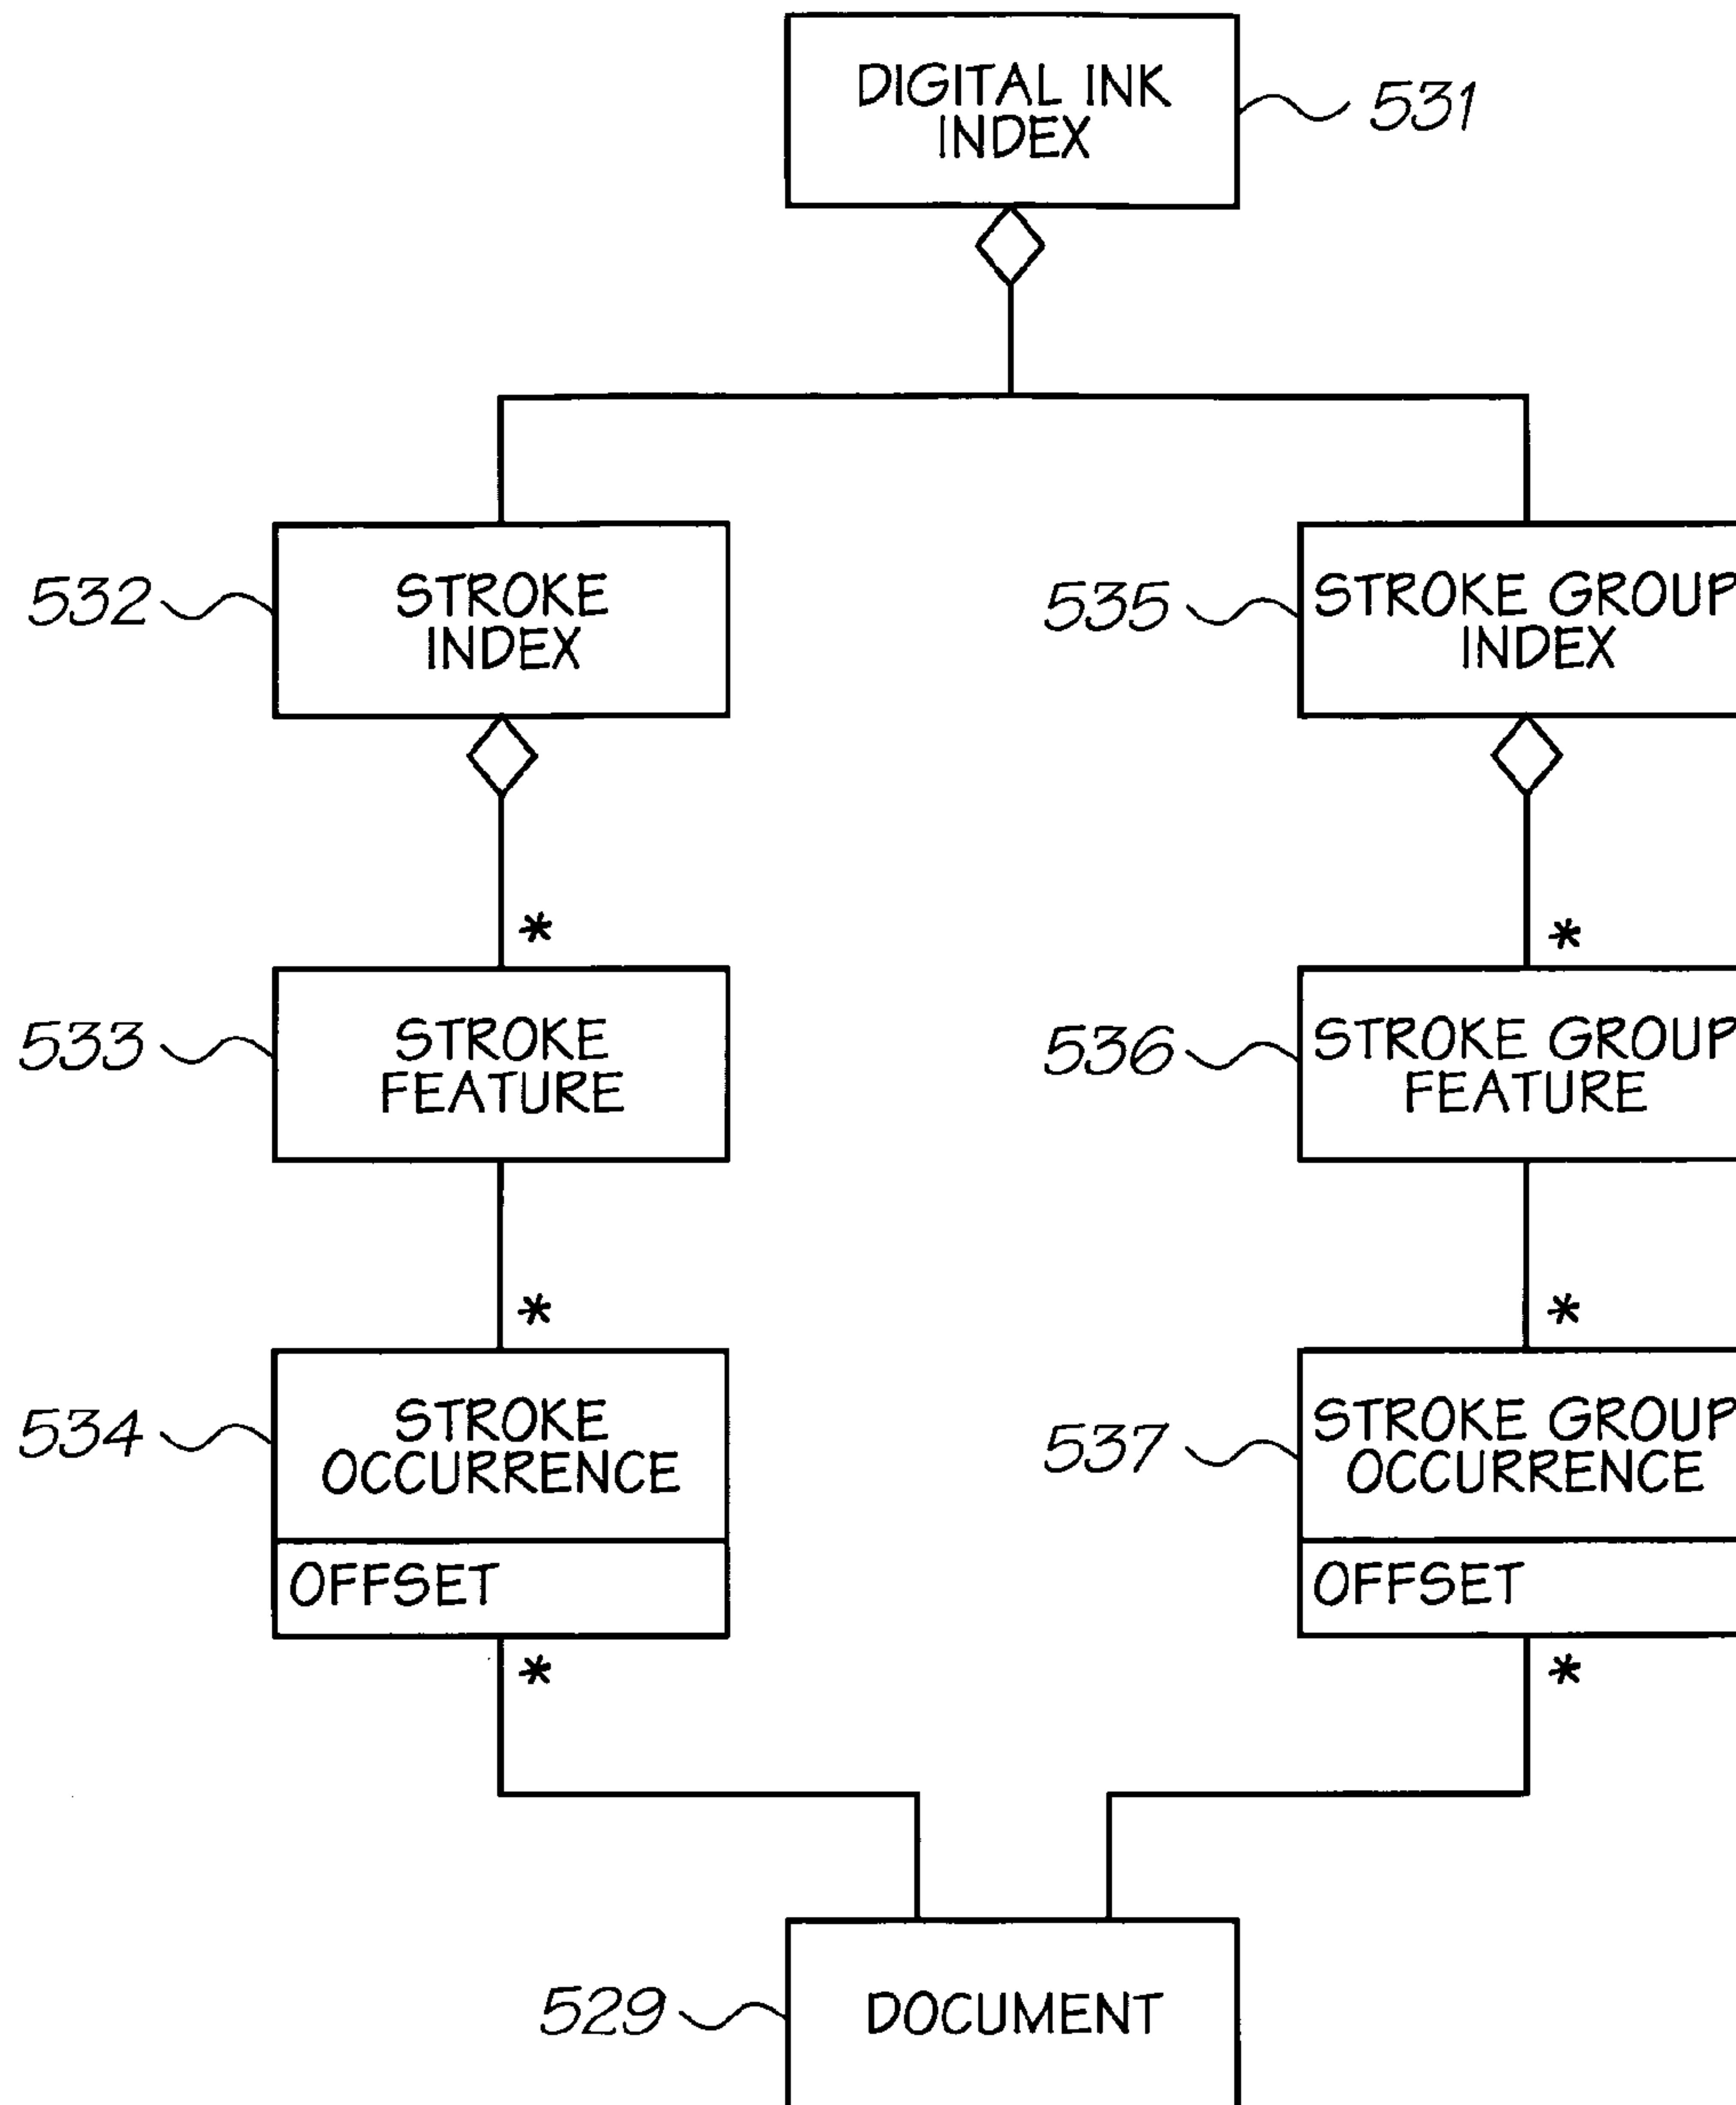 DIGITAL INK
INDEX
531
532
STROKE
INDEX
535
STROKE GROUP
INDEX
*
*
533
STROKE
FEATURE
536
STROKE GROUP
FEATURE
*
*
534
STROKE
OCCURRENCE
OFFSET
537
STROKE GROUP
OCCURRENCE
OFFSET
*
*
529
DOCUMENT